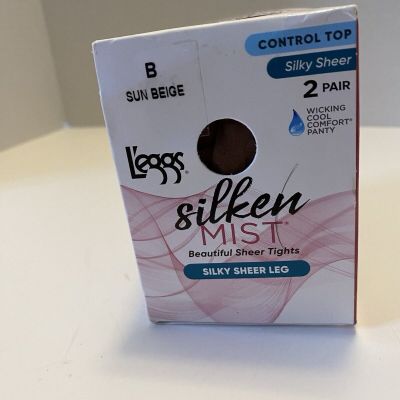 B
SUN BEIGE
CONTROL TOP
Silky Sheer
2 PAIR
WICKING
COOL
COMFORT®
PANTY
L'eggs®
silken
MIST®
Beautiful Sheer Tights
SILKY SHEER LEG